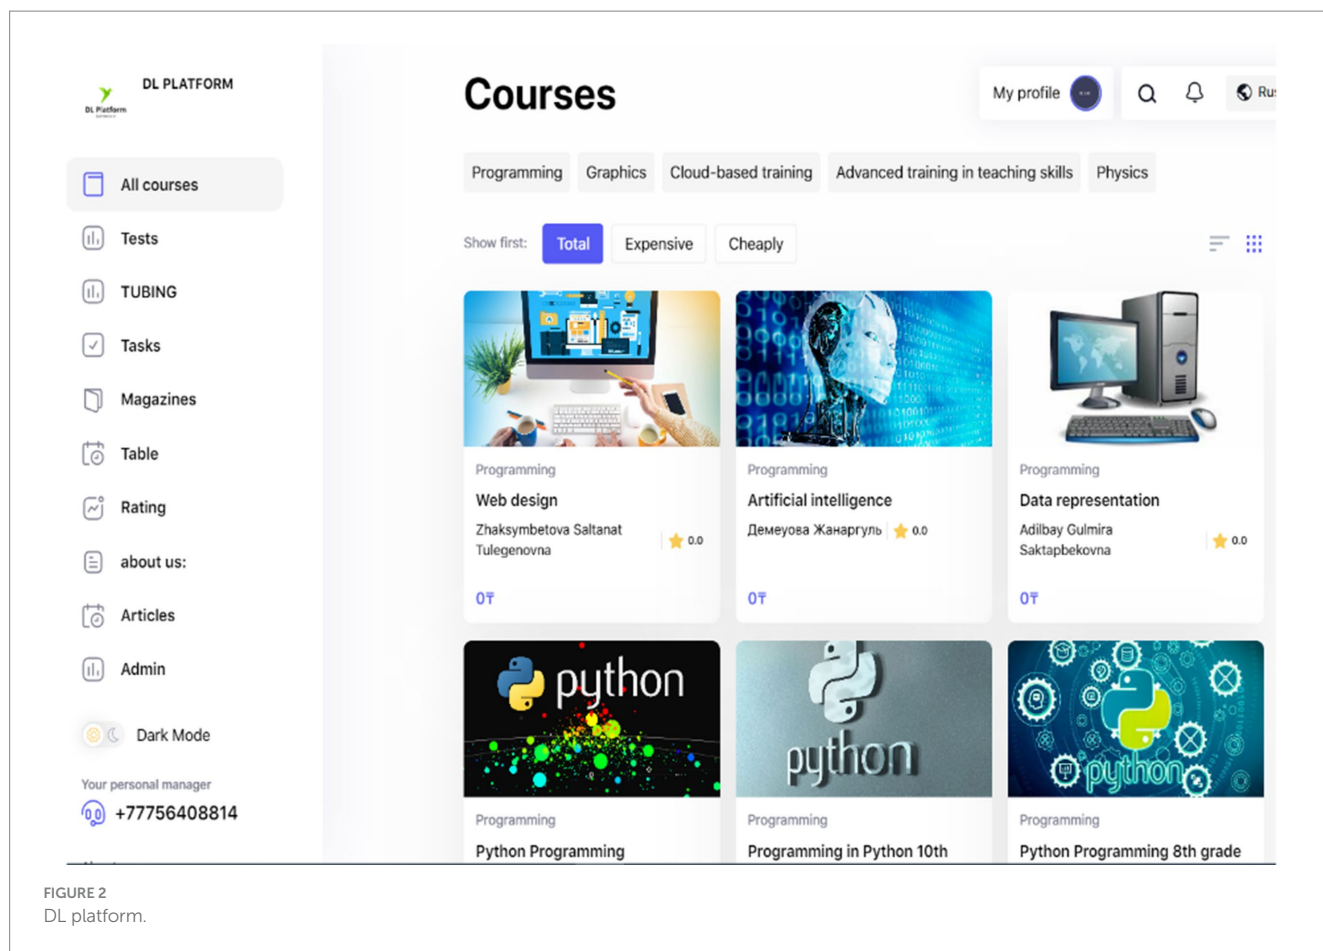 DL PLATFORM
DL Platform
All courses
Tests
TUBING
Tasks
Magazines
Table
Rating
about us:
Articles
Admin
Dark Mode
Your personal manager
+77756408814
Courses
My profile
Rus
Programming
Graphics
Cloud-based training
Advanced training in teaching skills
Physics
Show first:
Total
Expensive
Cheaply
Programming
Web design
Zhaksymbetova Saltanat
Tulegenovna
0.0
0₸
Programming
Artificial intelligence
Демеуова Жанаргуль
0.0
0₸
Programming
Data representation
Adilbay Gulmira
Saktapbekovna
0.0
0₸
python
Programming
Python Programming
python
Programming
Programming in Python 10th
python
Programming
Python Programming 8th grade
FIGURE 2
DL platform.